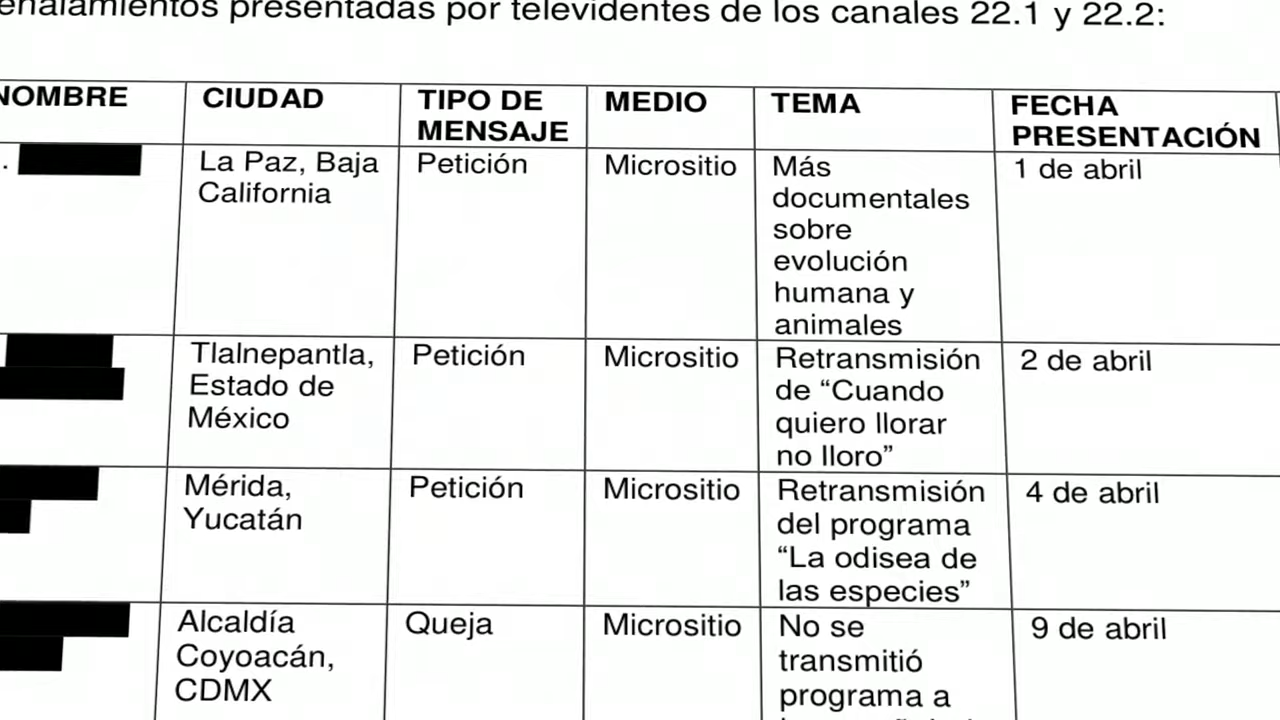 presentadas por televidentes de los canales 22.1 y 22.2:
NOMBRE CIUDAD TIPO DE MENSAJE MEDIO TEMA FECHA PRESENTACIÓN
La Paz, Baja California
Petición
Micrositio
Más
documentales
sobre
evolución
humana y
animales
1 de abril
Tlalnepantla,
Estado de
México
Petición
Micrositio
Retransmisión
de “Cuando
quiero llorar
no lloro”
2 de abril
Mérida,
Yucatán
Petición
Micrositio
Retransmisión
del programa
“La odisea de
las especies”
4 de abril
Alcaldía
Coyoacán,
CDMX
Queja
Micrositio
No se
transmitió
programa a
9 de abril